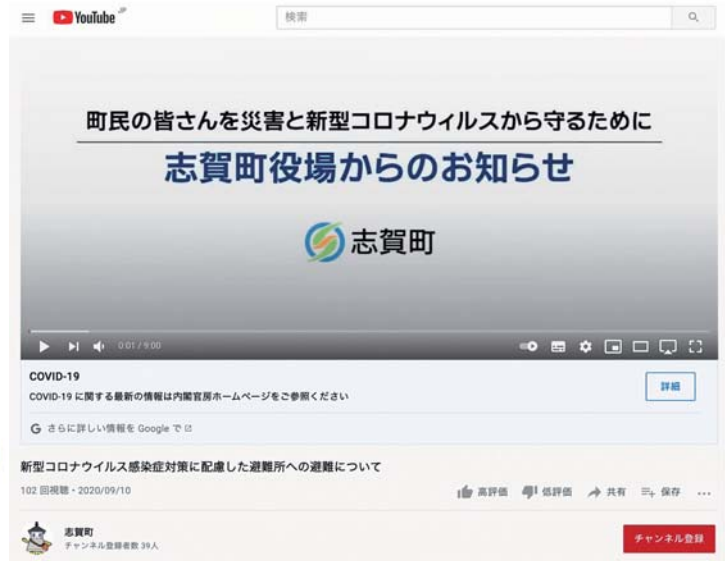 YouTube JP
検索
町民の皆さんを災害と新型コロナウィルスから守るために
志賀町役場からのお知らせ
志賀町
0:01 / 9:00
COVID-19
COVID-19 に関する最新の情報は内閣官房ホームページをご参照ください
詳細
G さらに詳しい情報を Google で
新型コロナウイルス感染症対策に配慮した避難所への避難について
102 回視聴・2020/09/10
高評価 低評価 共有 保存 …
志賀町
チャンネル登録者数 39人
チャンネル登録